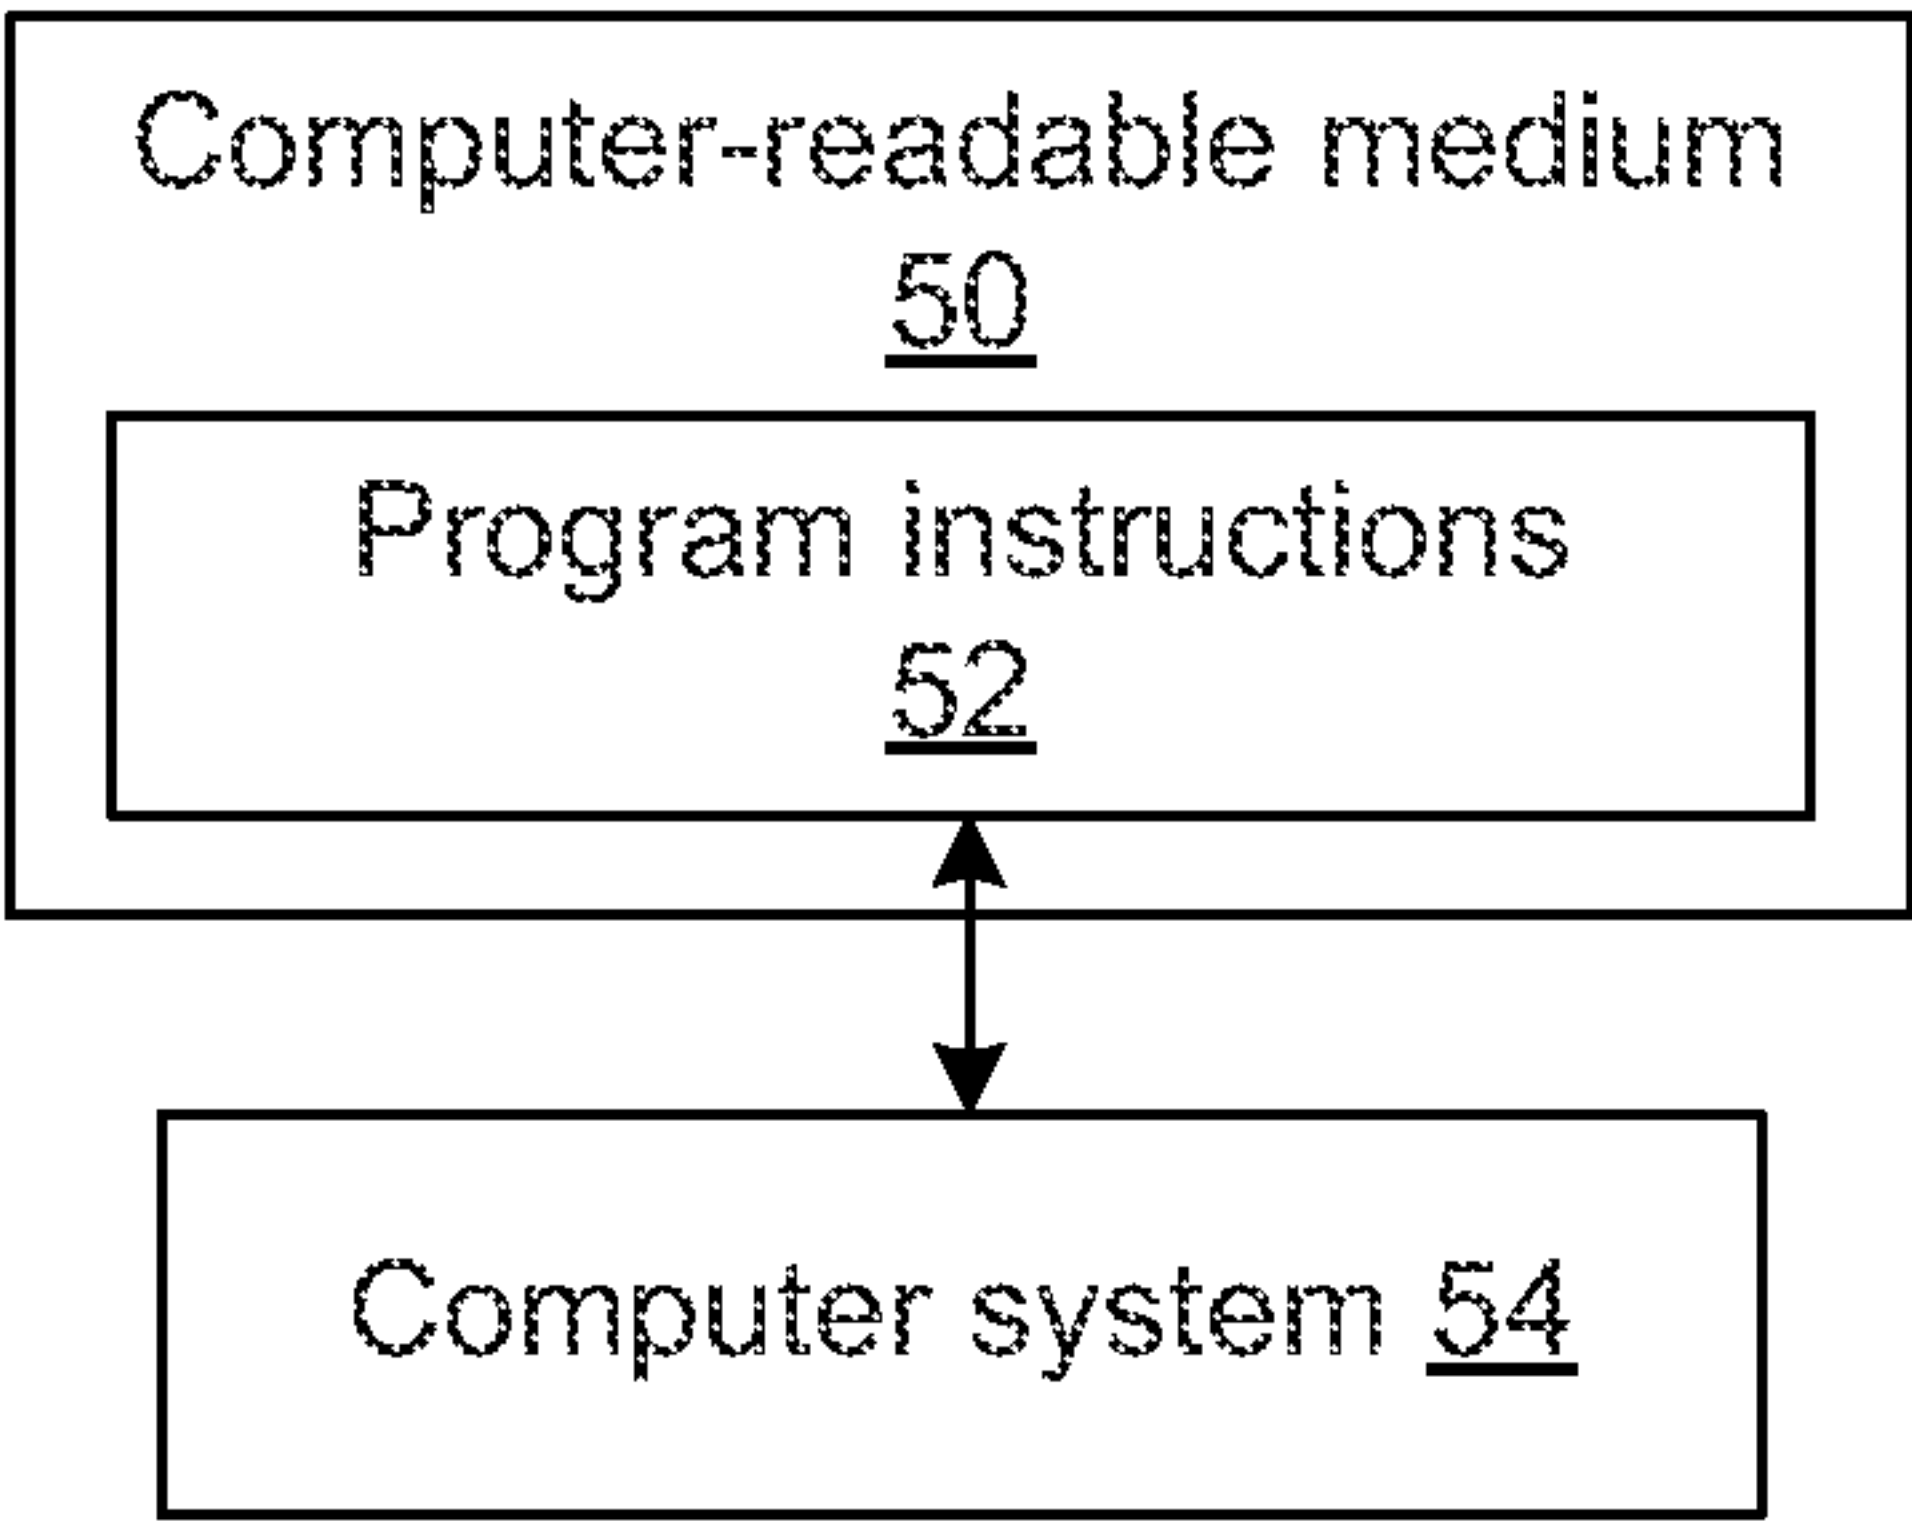 Computer-readable medium
50
Program instructions
52
Computer system 54